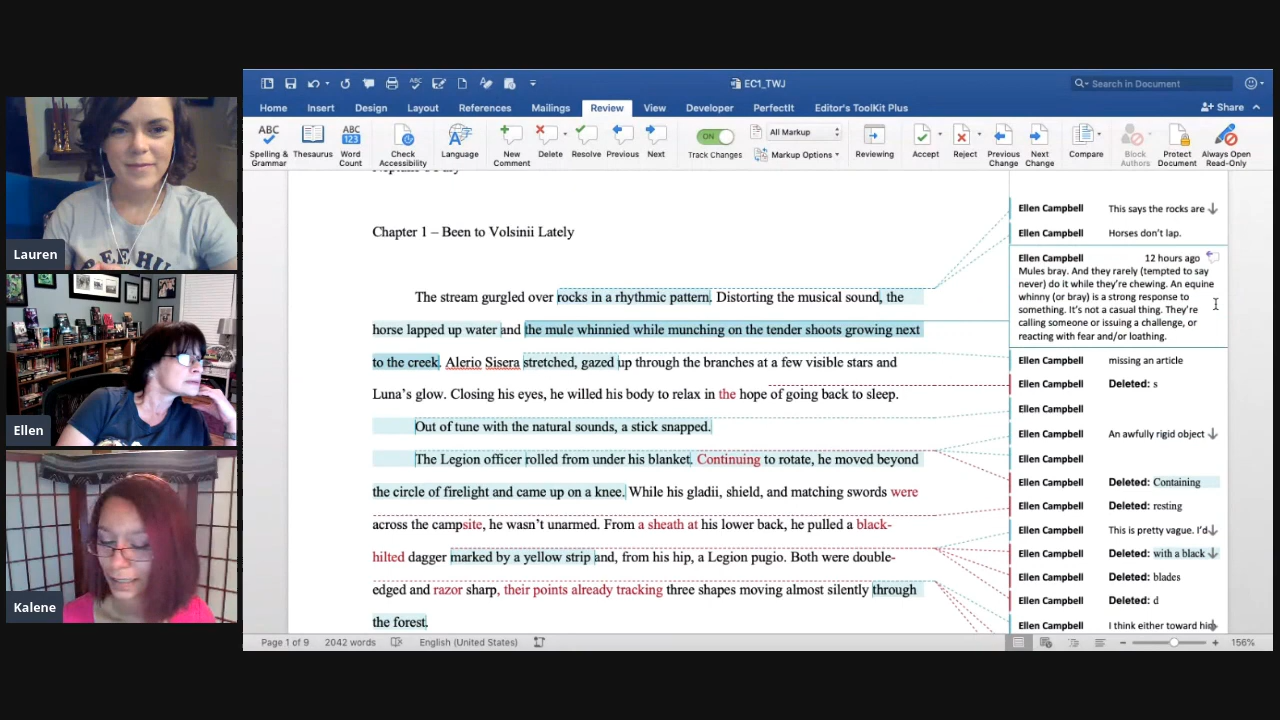 EC1_TWJ
Search in Document
Home Insert Design Layout References Mailings Review View Developer PerfectIt Editor's ToolKit Plus
Share
ABC
ABC
123
ON
All Markup
Spelling & Grammar
Thesaurus
Word Count
Check Accessibility
Language
New Comment
Delete
Resolve
Previous
Next
Track Changes
Markup Options
Reviewing
Accept
Reject
Previous Change
Next Change
Compare
Block Authors
Protect Document
Always Open Read-Only
Chapter 1 – Been to Volsinii Lately
The stream gurgled over rocks in a rhythmic pattern. Distorting the musical sound, the
horse lapped up water and the mule whinnied while munching on the tender shoots growing next
to the creek. Alerio Sisera stretched, gazed up through the branches at a few visible stars and
Luna's glow. Closing his eyes, he willed his body to relax in the hope of going back to sleep.
Out of tune with the natural sounds, a stick snapped.
The Legion officer rolled from under his blanket. Continuing to rotate, he moved beyond
the circle of firelight and came up on a knee. While his gladii, shield, and matching swords were
across the campsite, he wasn't unarmed. From a sheath at his lower back, he pulled a black-
hilted dagger marked by a yellow strip and, from his hip, a Legion pugio. Both were double-
edged and razor sharp, their points already tracking three shapes moving almost silently through
the forest.
Ellen Campbell This says the rocks are
Ellen Campbell Horses don't lap.
Ellen Campbell 12 hours ago
Mules bray. And they rarely (tempted to say
never) do it while they're chewing. An equine
whinny (or bray) is a strong response to
something. It's not a casual thing. They're
calling someone or issuing a challenge, or
reacting with fear and/or loathing.
Ellen Campbell missing an article
Ellen Campbell Deleted: s
Ellen Campbell
Ellen Campbell An awfully rigid object
Ellen Campbell
Ellen Campbell Deleted: Containing
Ellen Campbell Deleted: resting
Ellen Campbell This is pretty vague. I'd
Ellen Campbell Deleted: with a black
Ellen Campbell Deleted: blades
Ellen Campbell Deleted: d
Ellen Campbell I think either toward
Page 1 of 9 2042 words English (United States) 156%
Lauren
Ellen
Kalene